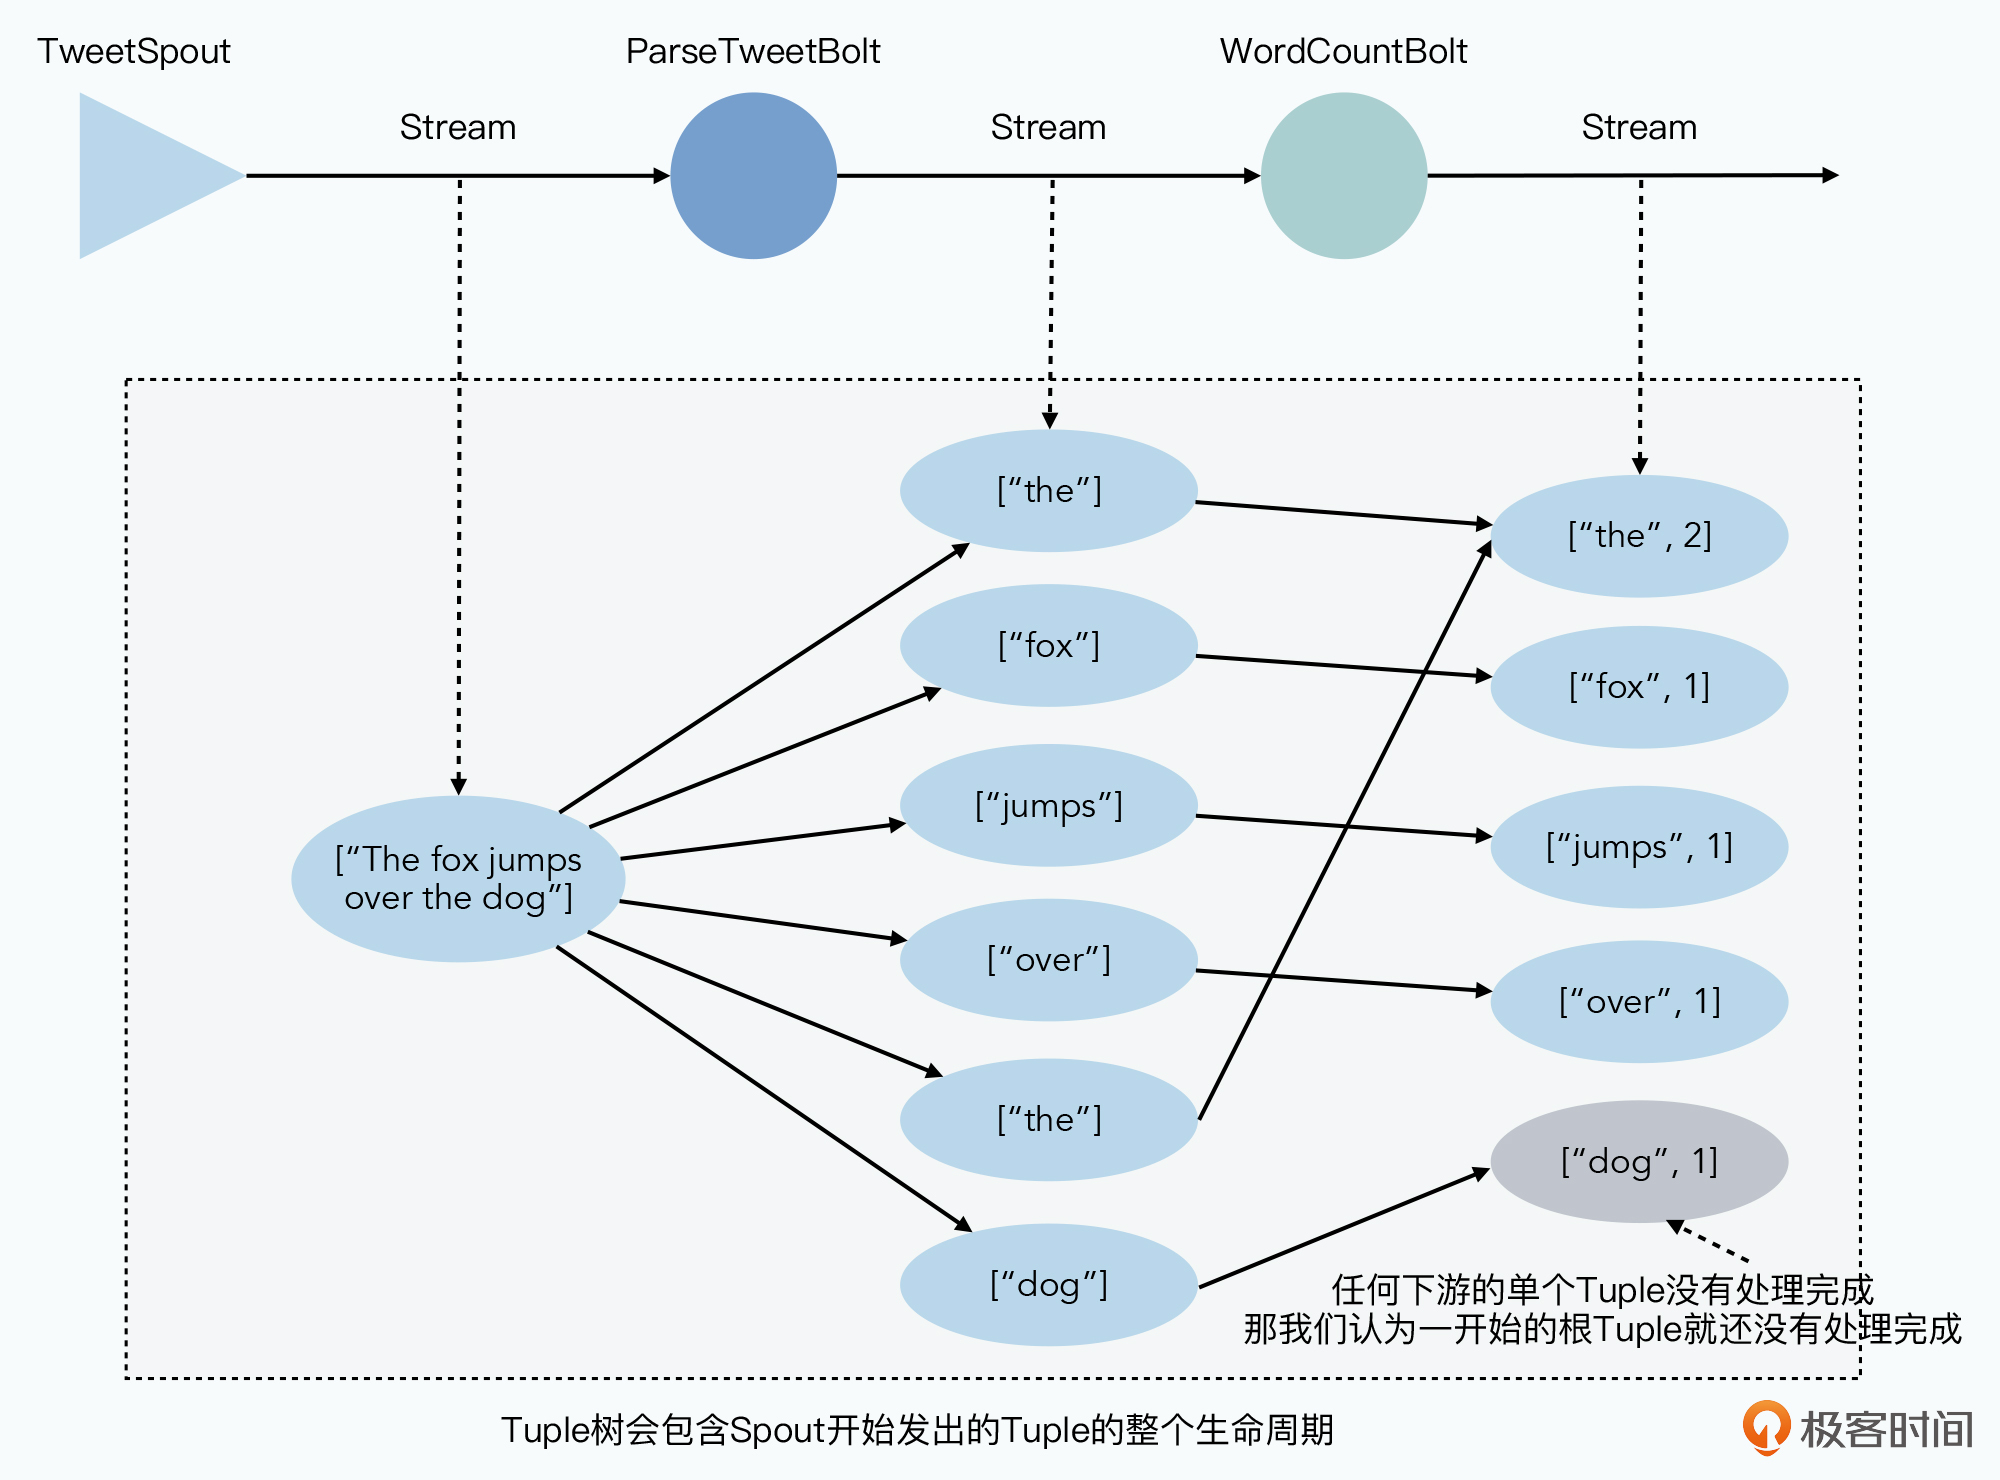 TweetSpout
ParseTweetBolt
WordCountBolt
Stream
Stream
Stream
["The fox jumps
over the dog"]
["the"]
["fox"]
["jumps"]
["over"]
["the"]
["dog"]
["the", 2]
["fox", 1]
["jumps", 1]
["over", 1]
["dog", 1]
任何下游的单个Tuple没有处理完成
那我们认为一开始的根Tuple就还没有处理完成
Tuple树会包含Spout开始发出的Tuple的整个生命周期
极客时间